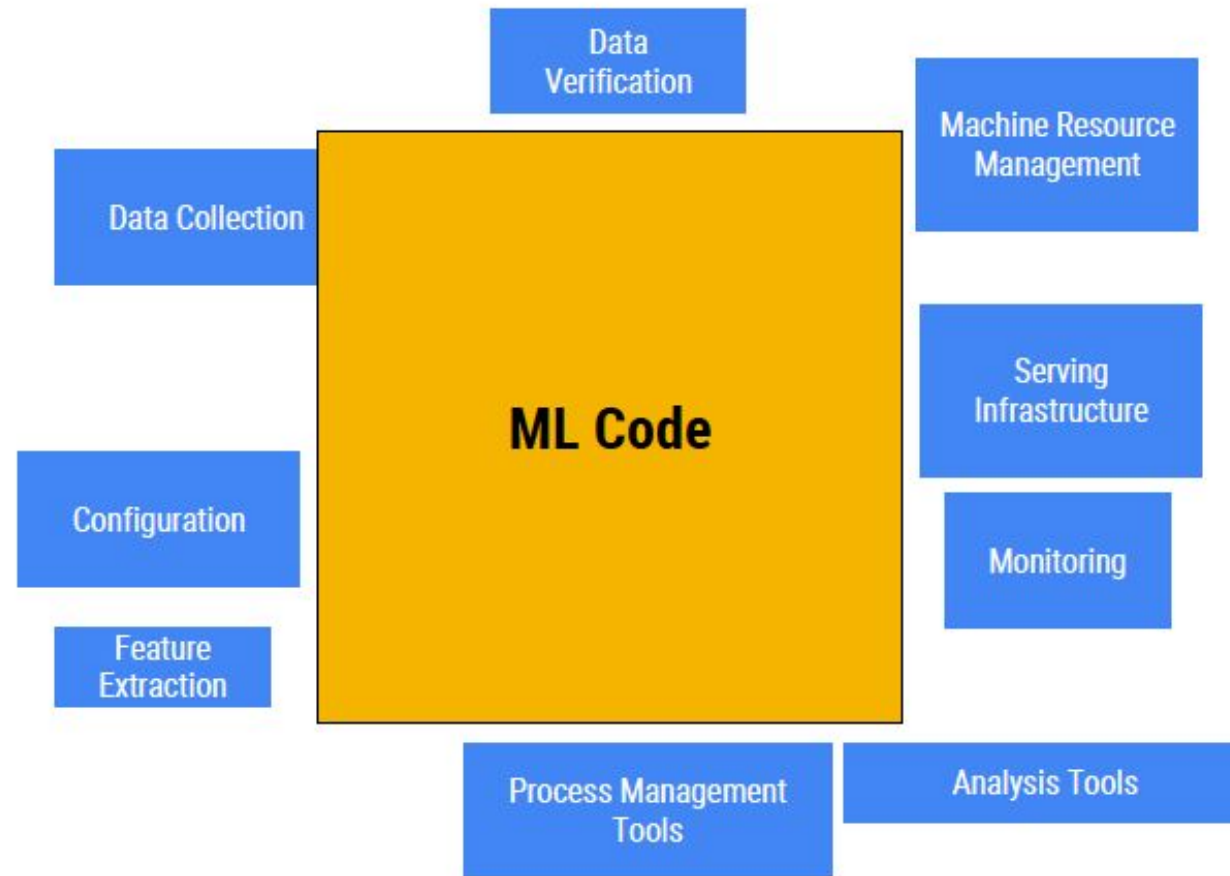 Data
Verification
Machine Resource
Management
Data Collection
ML Code
Serving
Infrastructure
Configuration
Monitoring
Feature
Extraction
Process Management
Tools
Analysis Tools